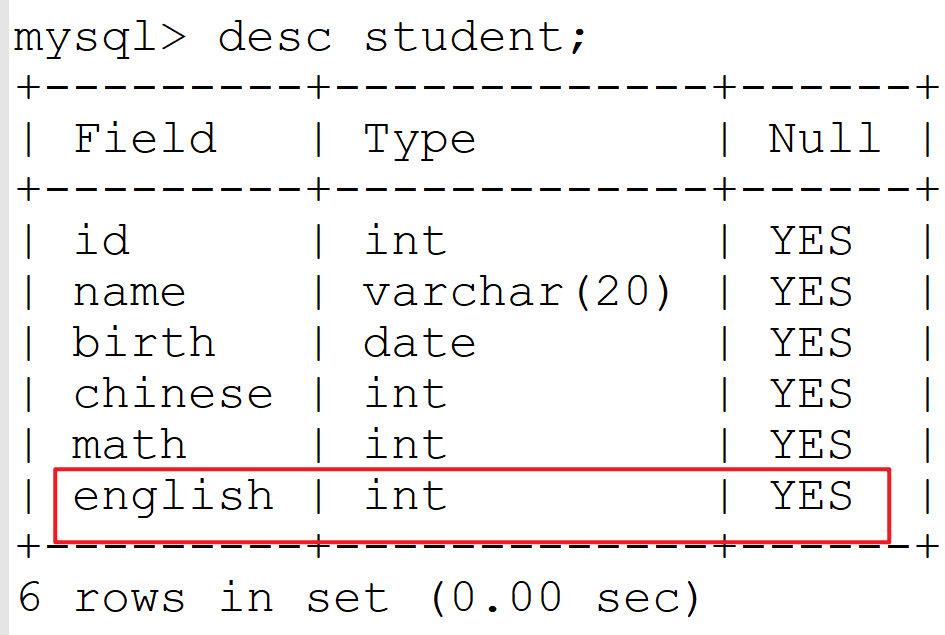 mysql> desc student;
+---------+-------------+------+
| Field   | Type        | Null |
+---------+-------------+------+
| id      | int         | YES  |
| name    | varchar(20) | YES  |
| birth   | date        | YES  |
| chinese | int         | YES  |
| math    | int         | YES  |
| english | int         | YES  |
+---------+-------------+------+
6 rows in set (0.00 sec)